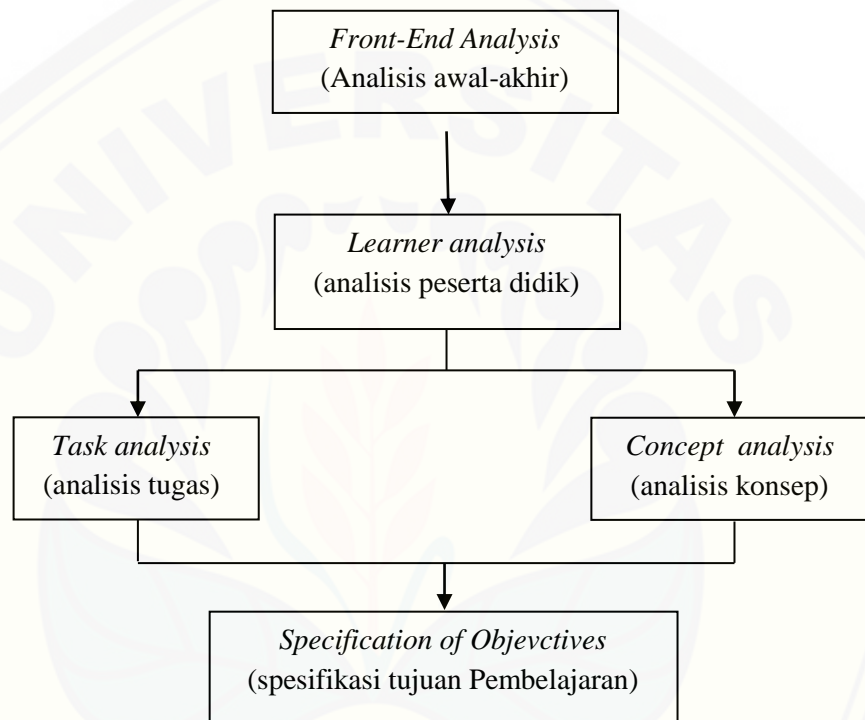 UNIVERSITAS
Front-End Analysis
(Analisis awal-akhir)
Learner analysis
(analisis peserta didik)
Task analysis
(analisis tugas)
Concept analysis
(analisis konsep)
Specification of Objevctives
(spesifikasi tujuan Pembelajaran)